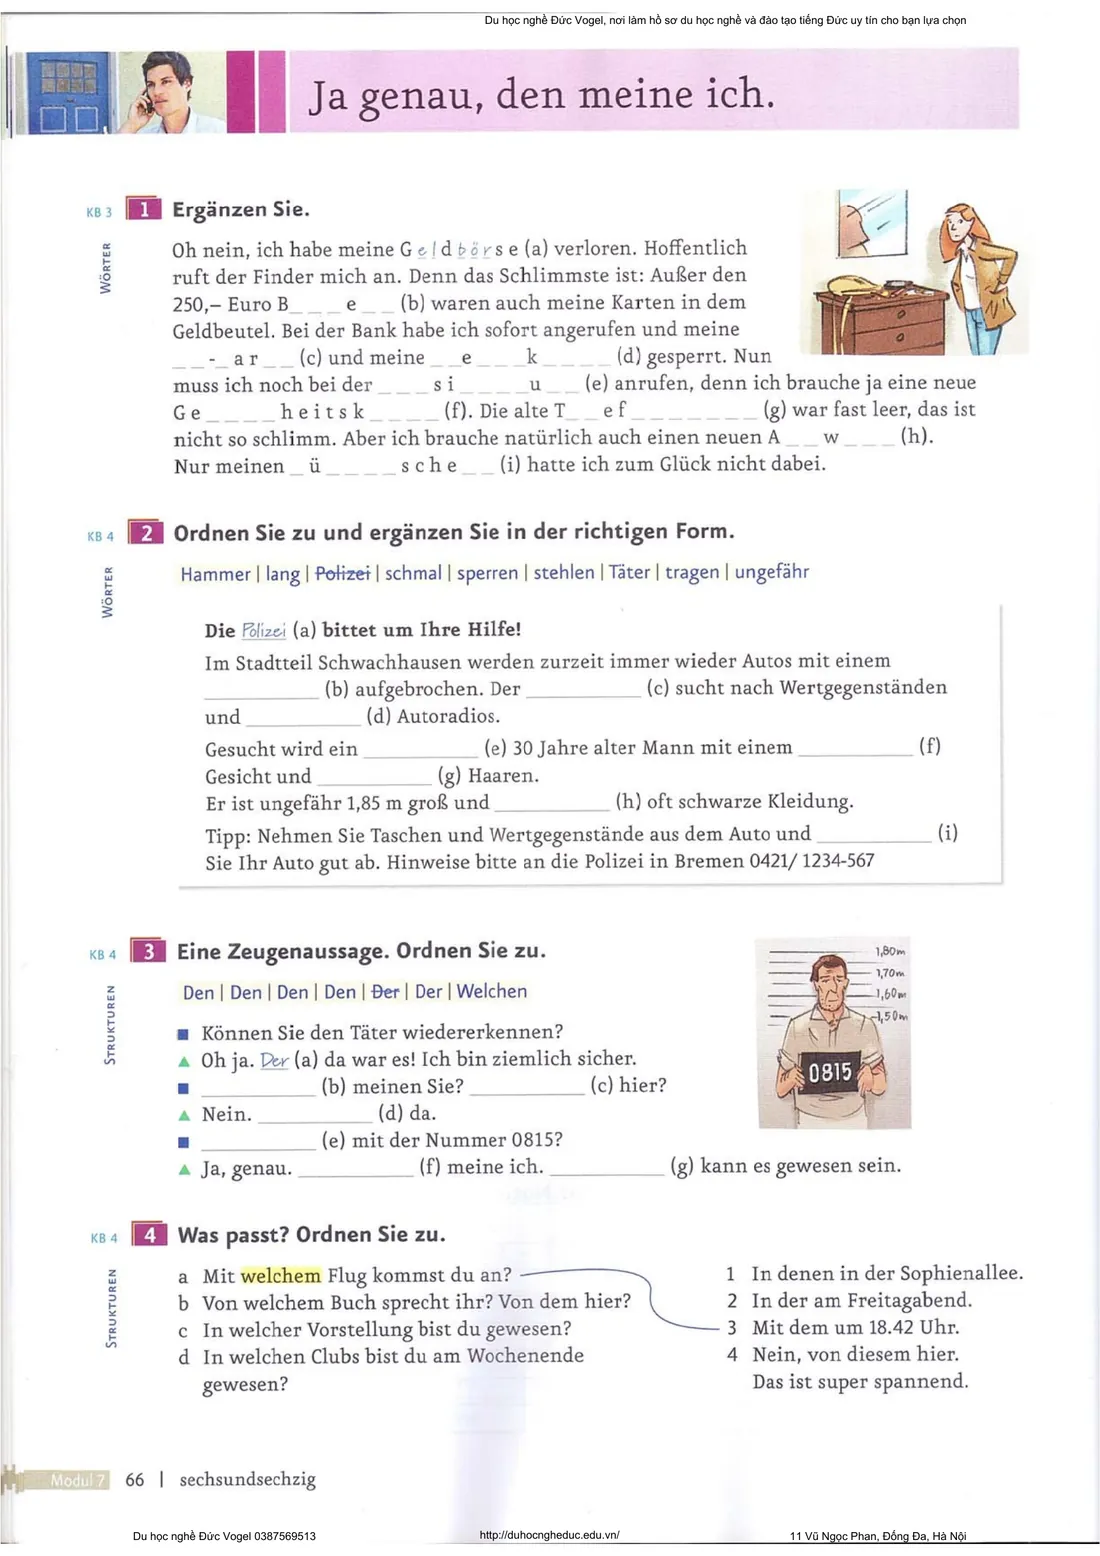 Du học nghề Đức Vogel, nơi làm hồ sơ du học nghề và đào tạo tiếng Đức uy tín cho bạn lựa chọn
Ja genau, den meine ich.
KB 3 1 Ergänzen Sie.
WÖRTER
Oh nein, ich habe meine G e l d b ö r s e (a) verloren. Hoffentlich
ruft der Finder mich an. Denn das Schlimmste ist: Außer den
250,– Euro B_ _ _ e _ _ (b) waren auch meine Karten in dem
Geldbeutel. Bei der Bank habe ich sofort angerufen und meine
_ _ - _ a r _ _ (c) und meine _ _ e _ _ _ k _ _ _ _ (d) gesperrt. Nun
muss ich noch bei der _ _ _ s i _ _ _ _ u _ _ (e) anrufen, denn ich brauche ja eine neue
G e _ _ _ _ _ h e i t s k _ _ _ _ (f). Die alte T_ _ e f _ _ _ _ _ _ _ (g) war fast leer, das ist
nicht so schlimm. Aber ich brauche natürlich auch einen neuen A _ _ w _ _ _ (h).
Nur meinen _ ü _ _ _ _ s c h e _ _ (i) hatte ich zum Glück nicht dabei.
KB 4 2 Ordnen Sie zu und ergänzen Sie in der richtigen Form.
WÖRTER
Hammer | lang | Polizei | schmal | sperren | stehlen | Täter | tragen | ungefähr
Die Polizei (a) bittet um Ihre Hilfe!
Im Stadtteil Schwachhausen werden zurzeit immer wieder Autos mit einem
___________ (b) aufgebrochen. Der ___________ (c) sucht nach Wertgegenständen
und ___________ (d) Autoradios.
Gesucht wird ein ___________ (e) 30 Jahre alter Mann mit einem ___________ (f)
Gesicht und ___________ (g) Haaren.
Er ist ungefähr 1,85 m groß und ___________ (h) oft schwarze Kleidung.
Tipp: Nehmen Sie Taschen und Wertgegenstände aus dem Auto und ___________ (i)
Sie Ihr Auto gut ab. Hinweise bitte an die Polizei in Bremen 0421/ 1234-567
KB 4 3 Eine Zeugenaussage. Ordnen Sie zu.
STRUKTUREN
Den | Den | Den | Den | Der | Der | Welchen
■ Können Sie den Täter wiedererkennen?
▲ Oh ja. Der (a) da war es! Ich bin ziemlich sicher.
■ ___________ (b) meinen Sie? ___________ (c) hier?
▲ Nein. ___________ (d) da.
■ ___________ (e) mit der Nummer 0815?
▲ Ja, genau. ___________ (f) meine ich. ___________ (g) kann es gewesen sein.
1,80m
1,70m
1,60m
1,50m
0815
KB 4 4 Was passt? Ordnen Sie zu.
STRUKTUREN
a Mit welchem Flug kommst du an?
b Von welchem Buch sprecht ihr? Von dem hier?
c In welcher Vorstellung bist du gewesen?
d In welchen Clubs bist du am Wochenende
gewesen?
1 In denen in der Sophienallee.
2 In der am Freitagabend.
3 Mit dem um 18.42 Uhr.
4 Nein, von diesem hier.
Das ist super spannend.
Modul 7 66 | sechsundsechzig
Du học nghề Đức Vogel 0387569513 http://duhocngheduc.edu.vn/ 11 Vũ Ngọc Phan, Đống Đa, Hà Nội